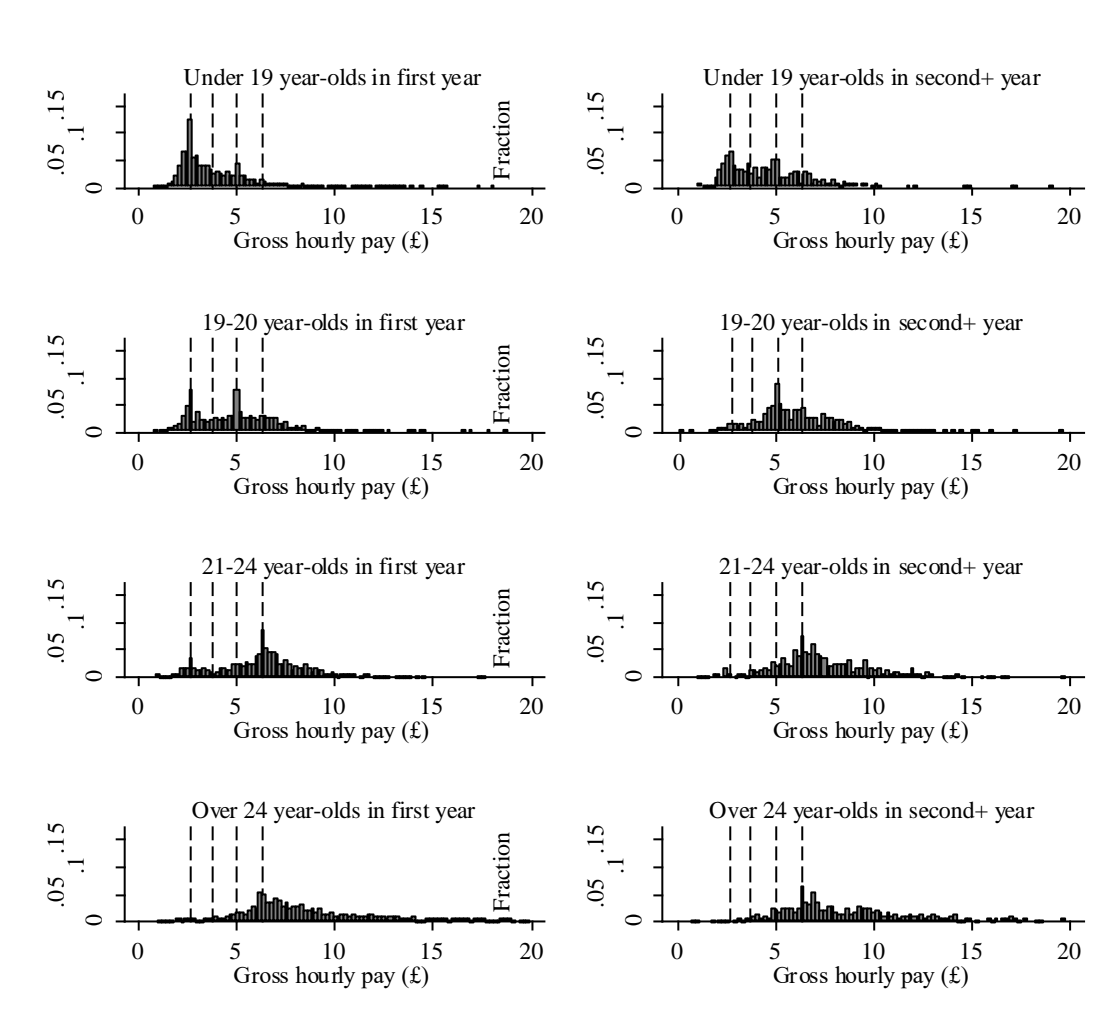 Under 19 year-olds in first year
0 .05 .1 .15
0 5 10 15 20
Gross hourly pay (£)
Fraction
Under 19 year-olds in second+ year
0 .05 .1 .15
0 5 10 15 20
Gross hourly pay (£)
19-20 year-olds in first year
0 .05 .1 .15
0 5 10 15 20
Gross hourly pay (£)
Fraction
19-20 year-olds in second+ year
0 .05 .1 .15
0 5 10 15 20
Gross hourly pay (£)
21-24 year-olds in first year
0 .05 .1 .15
0 5 10 15 20
Gross hourly pay (£)
Fraction
21-24 year-olds in second+ year
0 .05 .1 .15
0 5 10 15 20
Gross hourly pay (£)
Over 24 year-olds in first year
0 .05 .1 .15
0 5 10 15 20
Gross hourly pay (£)
Fraction
Over 24 year-olds in second+ year
0 .05 .1 .15
0 5 10 15 20
Gross hourly pay (£)